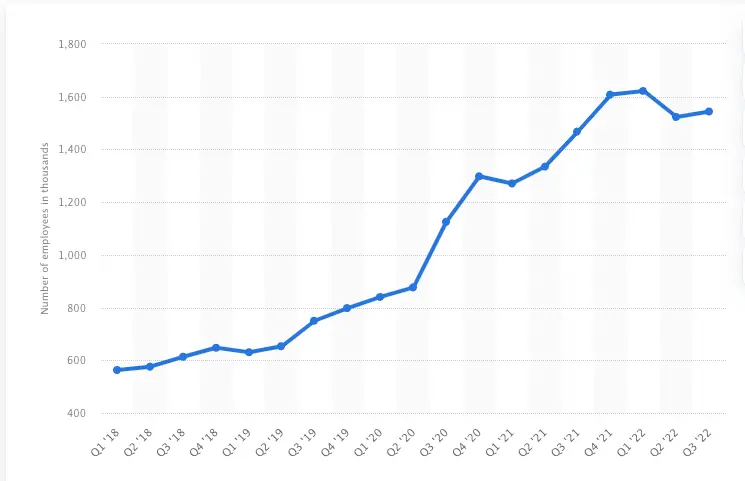 1,800
1,600
1,400
1,200
1,000
800
600
400
Number of employees in thousands
Q1 '18
Q2 '18
Q3 '18
Q4 '18
Q1 '19
Q2 '19
Q3 '19
Q4 '19
Q1 '20
Q2 '20
Q3 '20
Q4 '20
Q1 '21
Q2 '21
Q3 '21
Q4 '21
Q1 '22
Q2 '22
Q3 '22